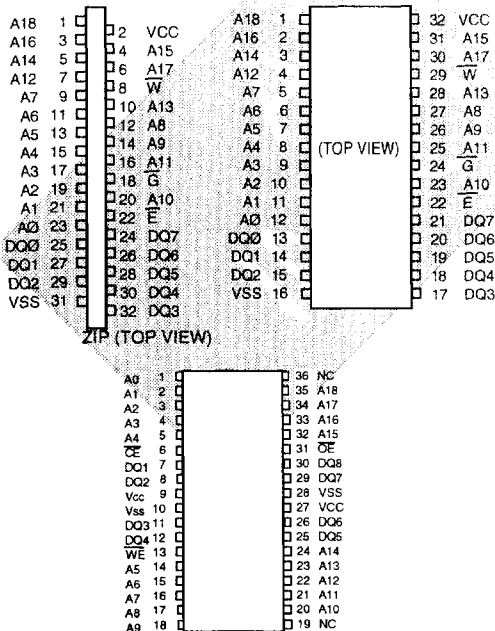 A18 1
A16 3
A14 5
A12 7
A7 9
A6 11
A5 13
A4 15
A3 17
A2 19
A1 21
AØ 23
DQØ 25
DQ1 27
DQ2 29
VSS 31
2 VCC
4 A15
6 A17
8 W̅
10 A13
12 A8
14 A9
16 A11
18 G̅
20 A10
22 E̅
24 DQ7
26 DQ6
28 DQ5
30 DQ4
32 DQ3
ZIP (TOP VIEW)
A18 1
A16 2
A14 3
A12 4
A7 5
A6 6
A5 7
A4 8
A3 9
A2 10
A1 11
AØ 12
DQØ 13
DQ1 14
DQ2 15
VSS 16
(TOP VIEW)
32 VCC
31 A15
30 A17
29 W̅
28 A13
27 A8
26 A9
25 A11
24 G̅
23 A10
22 E̅
21 DQ7
20 DQ6
19 DQ5
18 DQ4
17 DQ3
A0 1
A1 2
A2 3
A3 4
A4 5
C̅E̅ 6
DQ1 7
DQ2 8
Vcc 9
Vss 10
DQ3 11
DQ4 12
W̅E̅ 13
A5 14
A6 15
A7 16
A8 17
A9 18
36 NC
35 A18
34 A17
33 A16
32 A15
31 O̅E̅
30 DQ8
29 DQ7
28 VSS
27 VCC
26 DQ6
25 DQ5
24 A14
23 A13
22 A12
21 A11
20 A10
19 NC